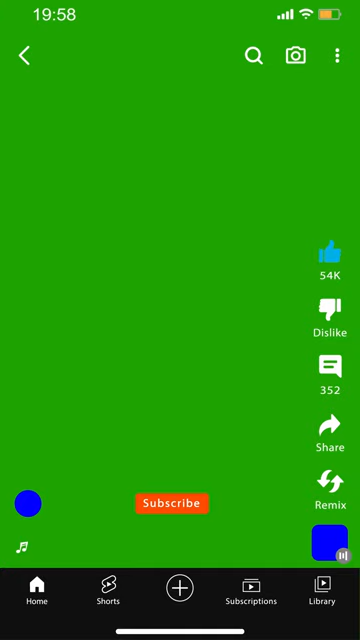 19:58
54K
Dislike
352
Share
Subscribe
Remix
Home
Shorts
Subscriptions
Library